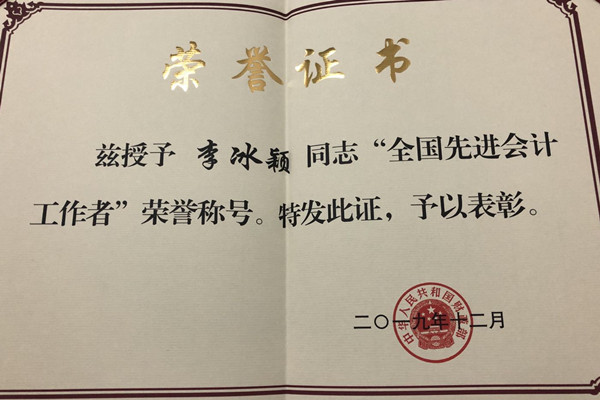 荣誉证书
兹授予 李冰颖 同志“全国先进会计
工作者”荣誉称号。特发此证，予以表彰。
中华人民共和国财政部
二〇一九年十二月